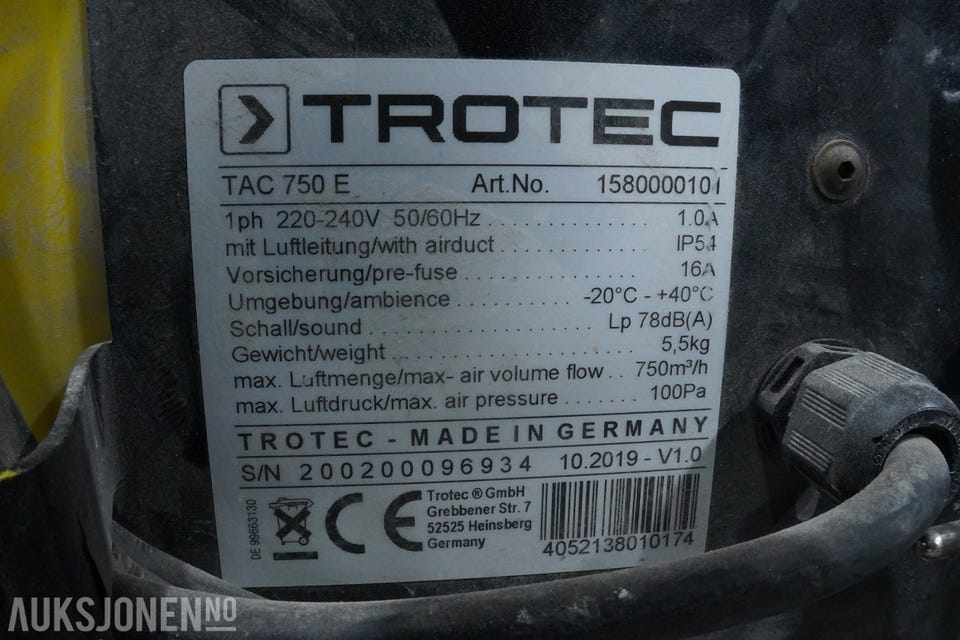 TROTEC
TAC 750 E Art.No. 1580000101
1ph 220-240V 50/60Hz . . . . . . . . . . . . . 1.0A
mit Luftleitung/with airduct . . . . . . . . . . . . IP54
Vorsicherung/pre-fuse . . . . . . . . . . . . . . 16A
Umgebung/ambience . . . . . . . . . . -20°C - +40°C
Schall/sound . . . . . . . . . . . . . . . . . Lp 78dB(A)
Gewicht/weight . . . . . . . . . . . . . . . . . . . 5,5kg
max. Luftmenge/max- air volume flow . . 750m³/h
max. Luftdruck/max. air pressure . . . . . . . 100Pa
TROTEC - MADE IN GERMANY
S/N 200200096934 10.2019 - V1.0
DE 99663130
CE
Trotec ® GmbH
Grebbener Str. 7
52525 Heinsberg
Germany
4052138010174
AUKSJONEN NO